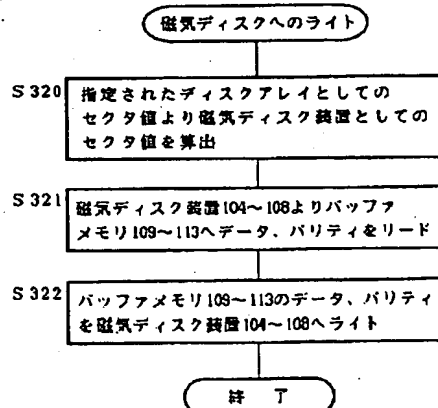 磁気ディスクへのライト
S320
指定されたディスクアレイとしての
セクタ値より磁気ディスク装置としての
セクタ値を算出
S321
磁気ディスク装置104〜108よりバッファ
メモリ109〜113へデータ、パリティをリード
S322
バッファメモリ109〜113のデータ、パリティ
を磁気ディスク装置104〜108へライト
終 了